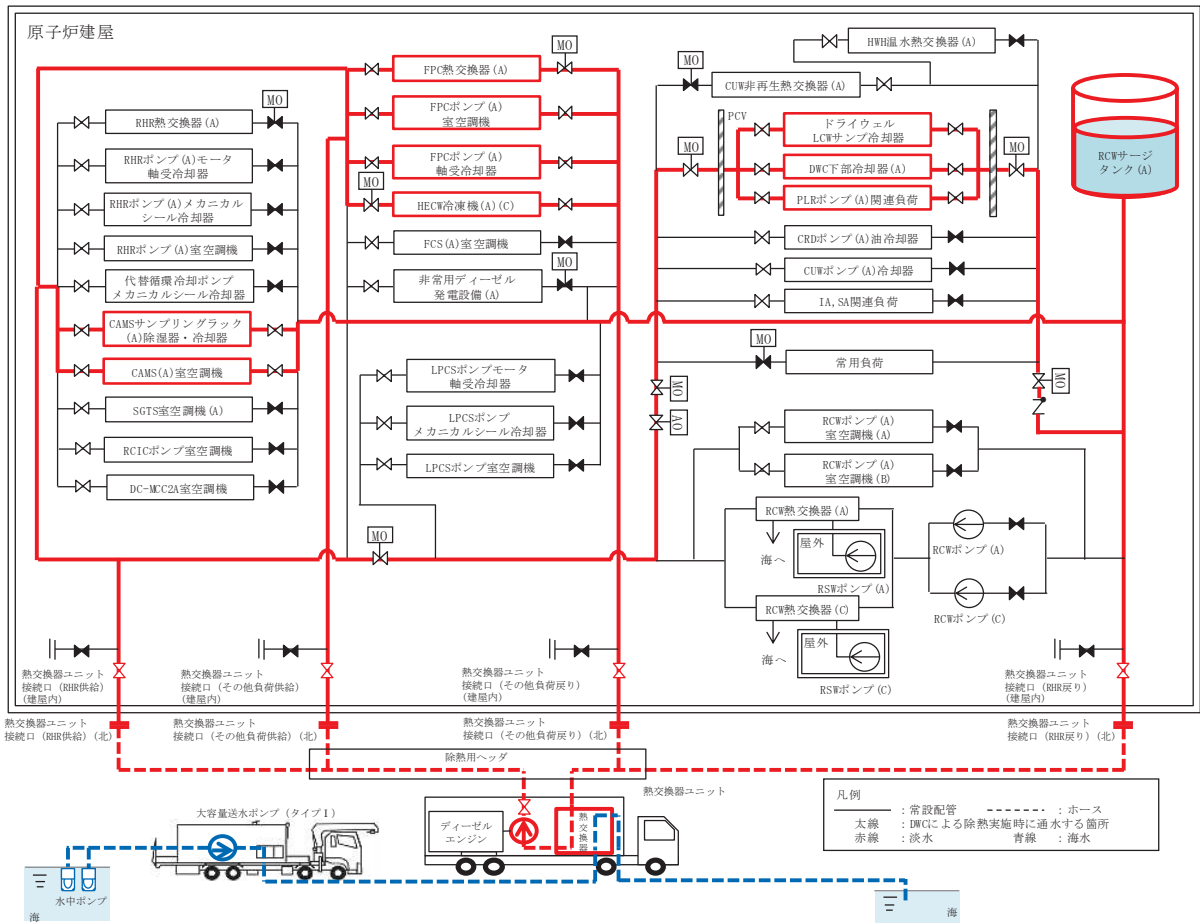 原子炉建屋
MO
RHR熱交換器(A)
RHRポンプ(A)モータ
軸受冷却器
RHRポンプ(A)メカニカル
シール冷却器
RHRポンプ(A)室空調機
代替循環冷却ポンプ
メカニカルシール冷却器
CAMSサンプリングラック
(A)除湿器・冷却器
CAMS(A)室空調機
SGTS室空調機(A)
RCICポンプ室空調機
DC-MCC2A室空調機
MO
FPC熱交換器(A)
FPCポンプ(A)
室空調機
FPCポンプ(A)
軸受冷却器
MO
HECW冷凍機(A)(C)
FCS(A)室空調機
MO
非常用ディーゼル
発電設備(A)
LPCSポンプモータ
軸受冷却器
LPCSポンプ
メカニカルシール冷却器
LPCSポンプ室空調機
MO
HWH温水熱交換器(A)
MO
CUW非再生熱交換器(A)
PCV
MO
ドライウェル
LCWサンプ冷却器
DWC下部冷却器(A)
PLRポンプ(A)関連負荷
MO
CRDポンプ(A)油冷却器
CUWポンプ(A)冷却器
IA,SA関連負荷
MO
常用負荷
MO
AO
MO
RCWサージ
タンク(A)
RCWポンプ(A)
室空調機(A)
RCWポンプ(A)
室空調機(B)
RCW熱交換器(A)
屋外
海へ
RSWポンプ(A)
RCW熱交換器(C)
屋外
海へ
RSWポンプ(C)
RCWポンプ(A)
RCWポンプ(C)
熱交換器ユニット
接続口(RHR供給)
(建屋内)
熱交換器ユニット
接続口(その他負荷供給)
(建屋内)
熱交換器ユニット
接続口(その他負荷戻り)
(建屋内)
熱交換器ユニット
接続口(RHR戻り)
(建屋内)
熱交換器ユニット
接続口(RHR供給)(北)
熱交換器ユニット
接続口(その他負荷供給)(北)
熱交換器ユニット
接続口(その他負荷戻り)(北)
熱交換器ユニット
接続口(RHR戻り)(北)
除熱用ヘッダ
熱交換器ユニット
大容量送水ポンプ(タイプⅠ)
ディーゼル
エンジン
熱交換器
水中ポンプ
海
海
凡例
:常設配管 :ホース
太線 :DWCによる除熱実施時に通水する箇所
赤線 :淡水 青線 :海水